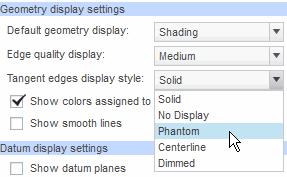 Geometry display settings
Default geometry display: Shading
Edge quality display: Medium
Tangent edges display style: Solid
Show colors assigned to
Solid
No Display
Show smooth lines
Phantom
Centerline
Datum display settings
Dimmed
Show datum planes